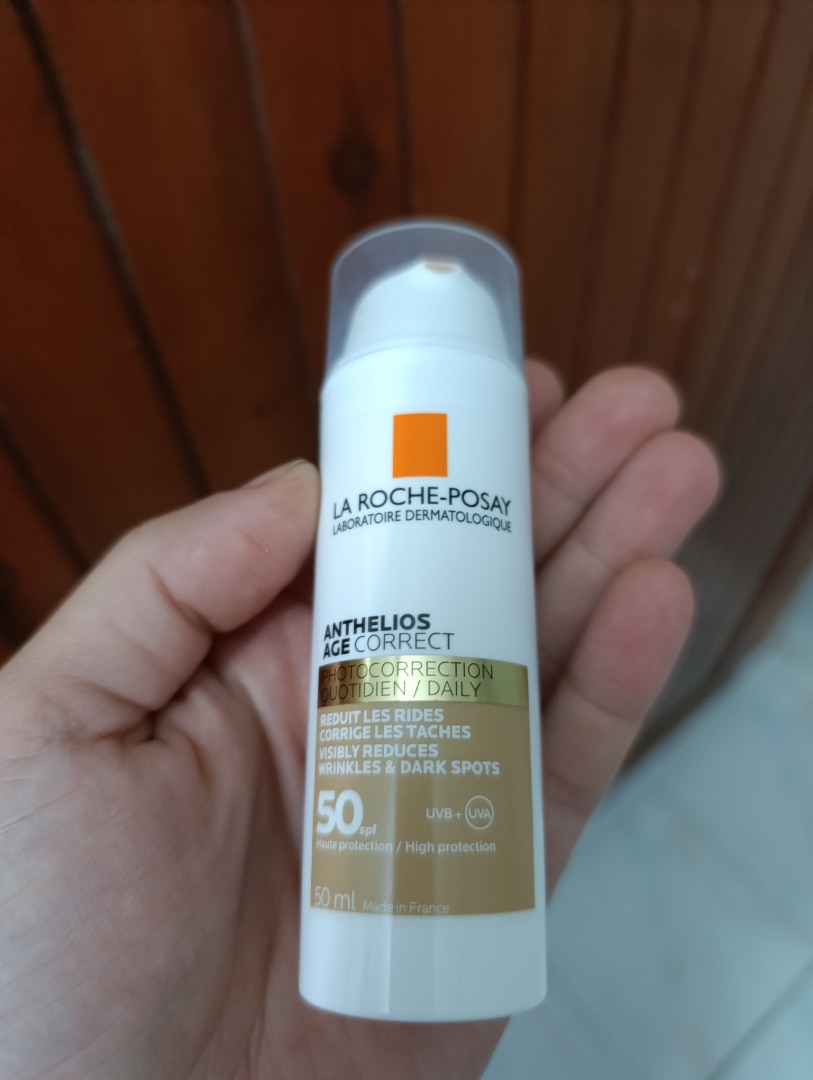 LA ROCHE-POSAY
LABORATOIRE DERMATOLOGIQUE
ANTHELIOS
AGE CORRECT
PHOTOCORRECTION
QUOTIDIEN / DAILY
REDUIT LES RIDES
CORRIGE LES TACHES
VISIBLY REDUCES
WRINKLES & DARK SPOTS
50 spf
UVB + UVA
Haute protection / High protection
50 ml Made in France